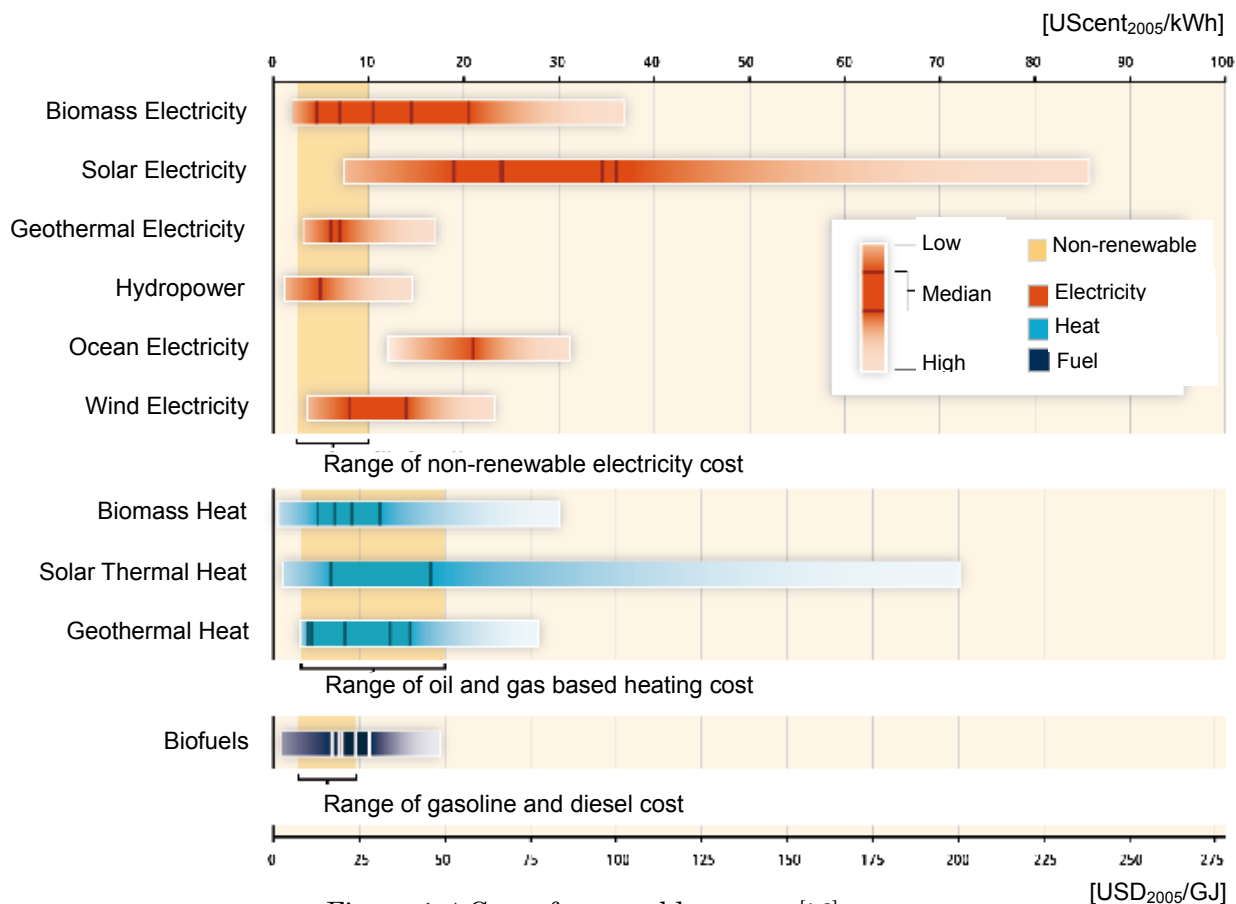 [UScent2005/kWh]
0 10 20 30 40 50 60 70 80 90 100
Biomass Electricity
Solar Electricity
Geothermal Electricity
Hydropower
Ocean Electricity
Wind Electricity
Low
Median
High
Non-renewable
Electricity
Heat
Fuel
Range of non-renewable electricity cost
Biomass Heat
Solar Thermal Heat
Geothermal Heat
Range of oil and gas based heating cost
Biofuels
Range of gasoline and diesel cost
0 25 50 75 100 125 150 175 200 225 250 275
[USD2005/GJ]